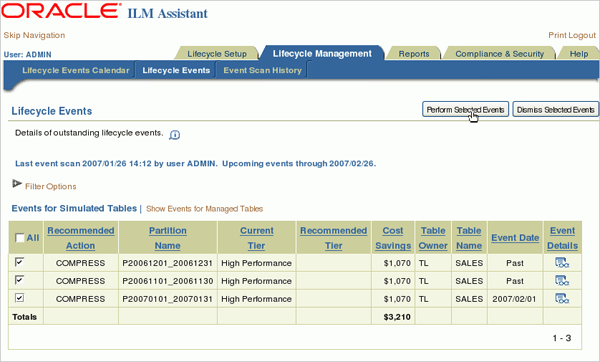 ORACLE ILM Assistant
Skip Navigation Print Logout
User: ADMIN
Lifecycle Setup Lifecycle Management Reports Compliance & Security Help
Lifecycle Events Calendar Lifecycle Events Event Scan History
Lifecycle Events Perform Selected Events Dismiss Selected Events
Details of outstanding lifecycle events. i
Last event scan 2007/01/26 14:12 by user ADMIN. Upcoming events through 2007/02/26.
Filter Options
Events for Simulated Tables | Show Events for Managed Tables
All Recommended Action Partition Name Current Tier Recommended Tier Cost Savings Table Owner Table Name Event Date Event Details
COMPRESS P20061201_20061231 High Performance $1,070 TL SALES Past
COMPRESS P20061101_20061130 High Performance $1,070 TL SALES Past
COMPRESS P20070101_20070131 High Performance $1,070 TL SALES 2007/02/01
Totals $3,210
1 - 3